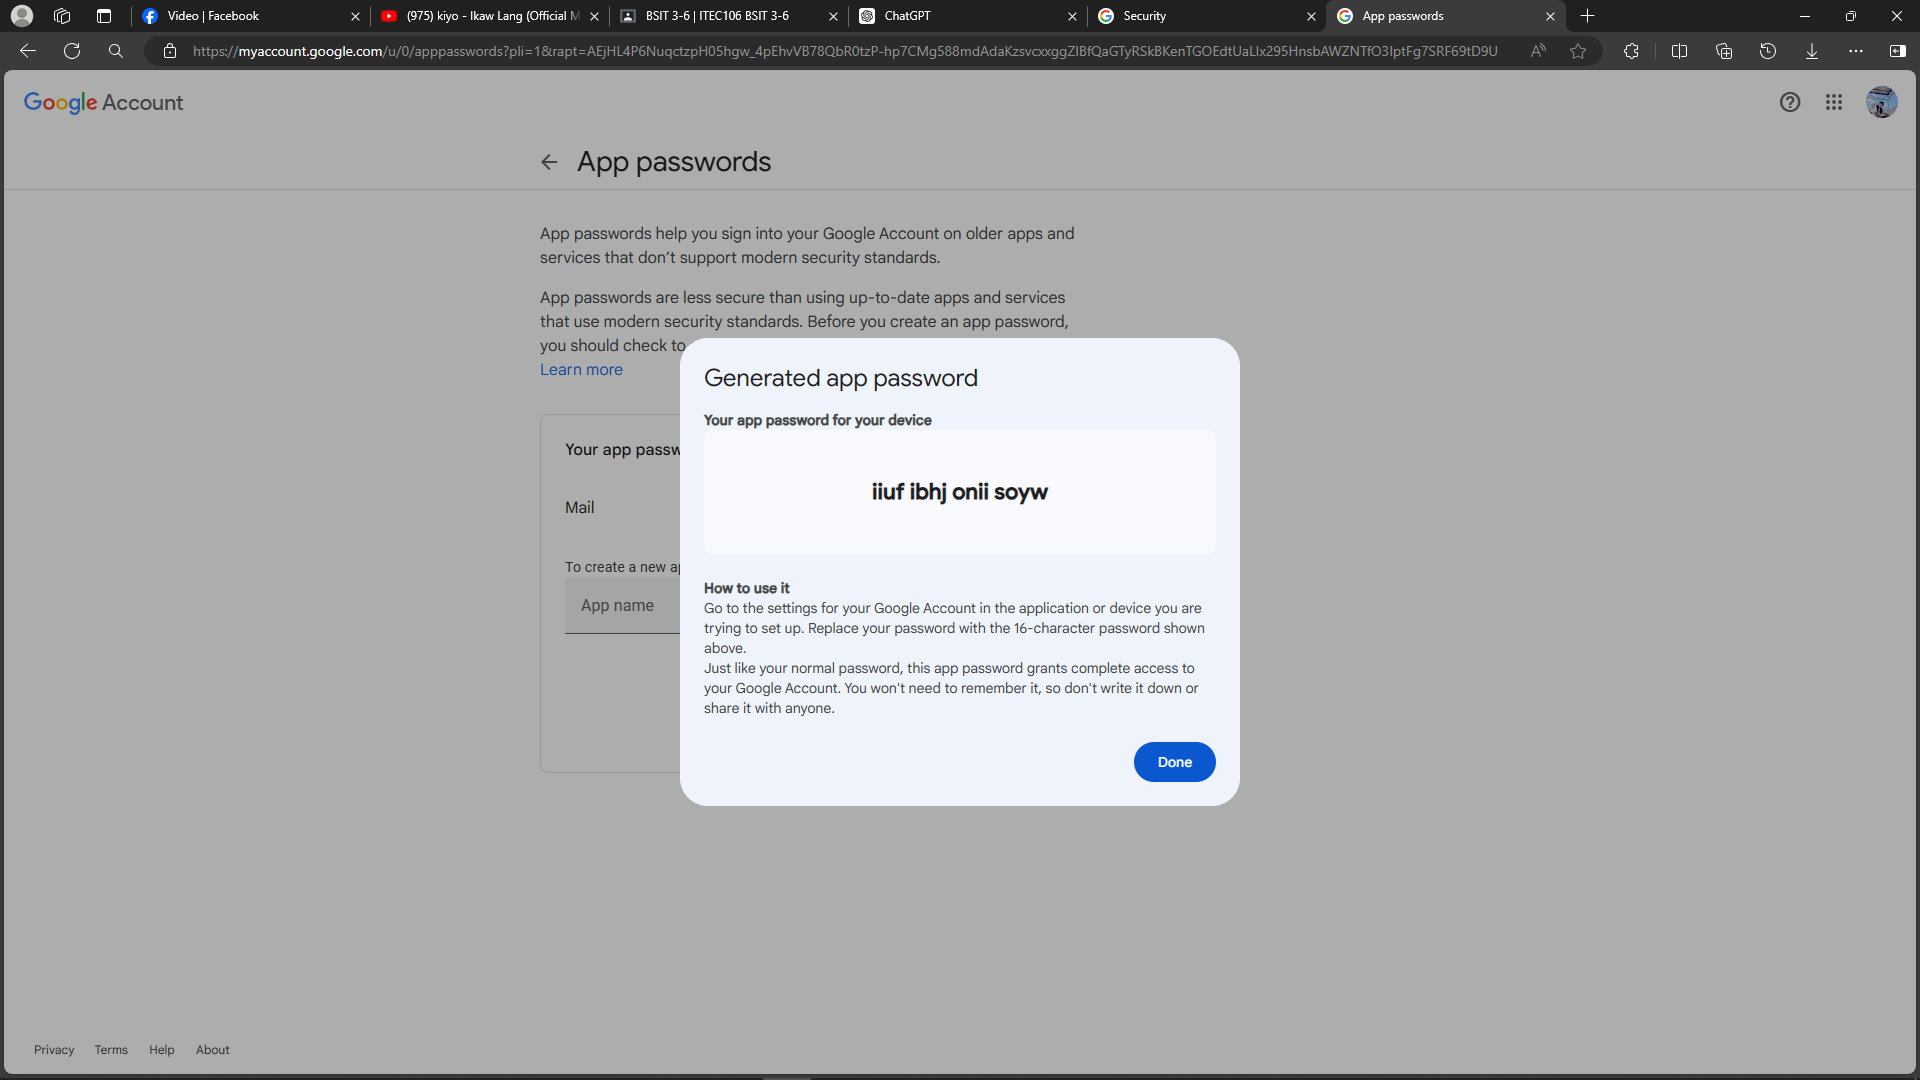 Video | Facebook
(975) kiyo - Ikaw Lang (Official M
BSIT 3-6 | ITEC106 BSIT 3-6
ChatGPT
Security
App passwords
https://myaccount.google.com/u/0/apppasswords?pli=1&rapt=AEjHL4P6NuqctzpH05hgw_4pEhvVB78QbR0tzP-hp7CMg588mdAdaKzsvcxxggZIBfQaGTyRSkBKenTGOEdtUaLIx295HnsbAWZNTfO3IptFg7SRF69tD9U
Google Account
App passwords
App passwords help you sign into your Google Account on older apps and
services that don’t support modern security standards.
App passwords are less secure than using up-to-date apps and services
that use modern security standards. Before you create an app password,
you should check to
Learn more
Your app passw
Mail
To create a new ap
App name
Generated app password
Your app password for your device
iiuf ibhj onii soyw
How to use it
Go to the settings for your Google Account in the application or device you are
trying to set up. Replace your password with the 16-character password shown
above.
Just like your normal password, this app password grants complete access to
your Google Account. You won't need to remember it, so don't write it down or
share it with anyone.
Done
Privacy Terms Help About